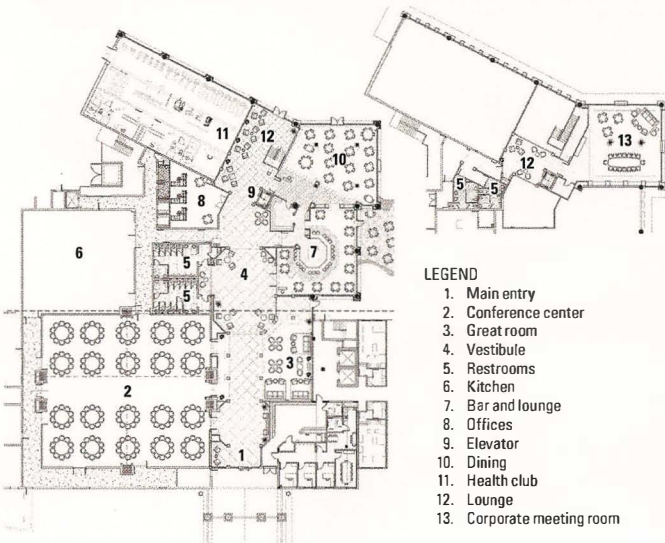 11
12
10
13
12
9
8
5
5
7
6
5
4
5
3
2
1
LEGEND
1. Main entry
2. Conference center
3. Great room
4. Vestibule
5. Restrooms
6. Kitchen
7. Bar and lounge
8. Offices
9. Elevator
10. Dining
11. Health club
12. Lounge
13. Corporate meeting room